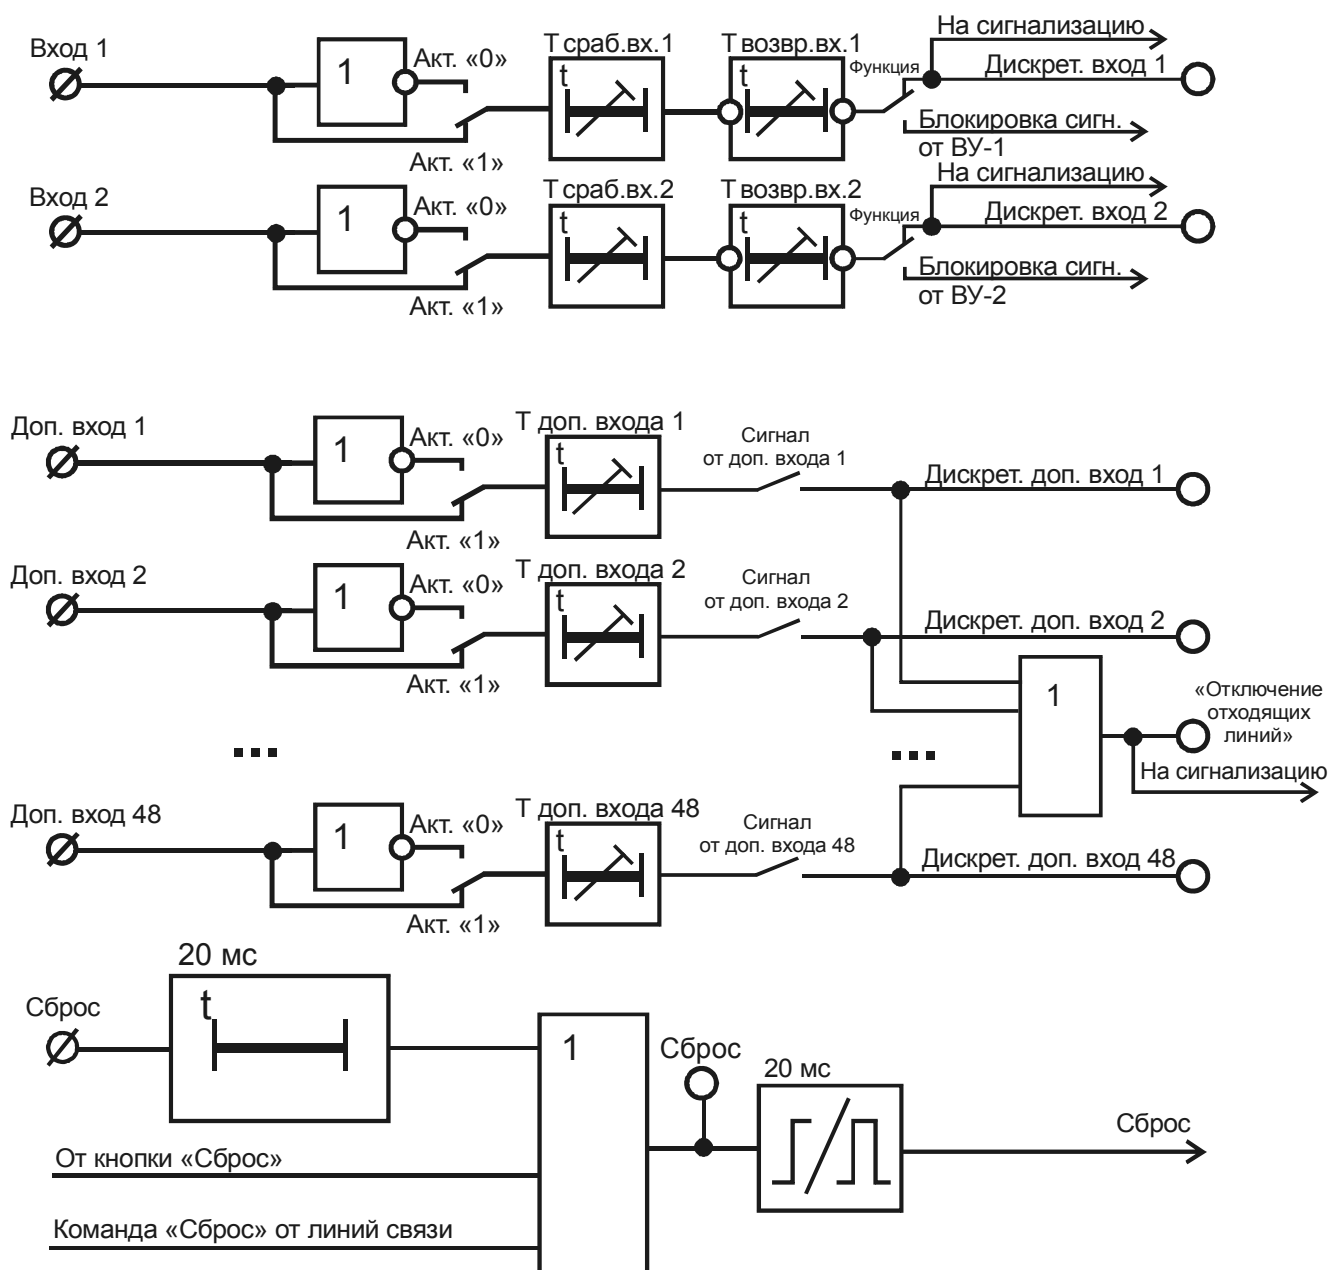 На сигнализацию
Вход 1
1
Акт. «0»
Т сраб.вх.1
Т возвр.вх.1
t
t
Функция
Дискрет. вход 1
Акт. «1»
Блокировка сигн.
от ВУ-1
На сигнализацию
Вход 2
1
Акт. «0»
Т сраб.вх.2
Т возвр.вх.2
t
t
Функция
Дискрет. вход 2
Акт. «1»
Блокировка сигн.
от ВУ-2
Доп. вход 1
1
Акт. «0»
Т доп. входа 1
t
Сигнал
от доп. входа 1
Дискрет. доп. вход 1
Акт. «1»
Доп. вход 2
1
Акт. «0»
Т доп. входа 2
t
Сигнал
от доп. входа 2
Дискрет. доп. вход 2
Акт. «1»
1
«Отключение
отходящих
линий»
...
...
На сигнализацию
Доп. вход 48
1
Акт. «0»
Т доп. входа 48
t
Сигнал
от доп. входа 48
Дискрет. доп. вход 48
Акт. «1»
20 мс
Сброс
t
1
Сброс
20 мс
Сброс
От кнопки «Сброс»
Команда «Сброс» от линий связи